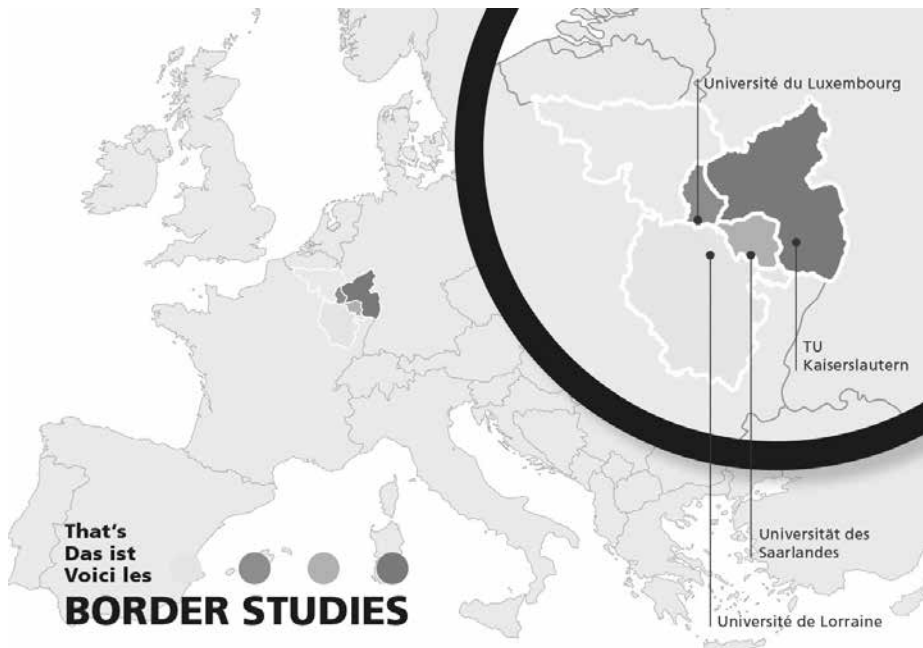 Université du Luxembourg
TU
Kaiserslautern
Universität des
Saarlandes
Université de Lorraine
That's
Das ist
Voici les
BORDER STUDIES